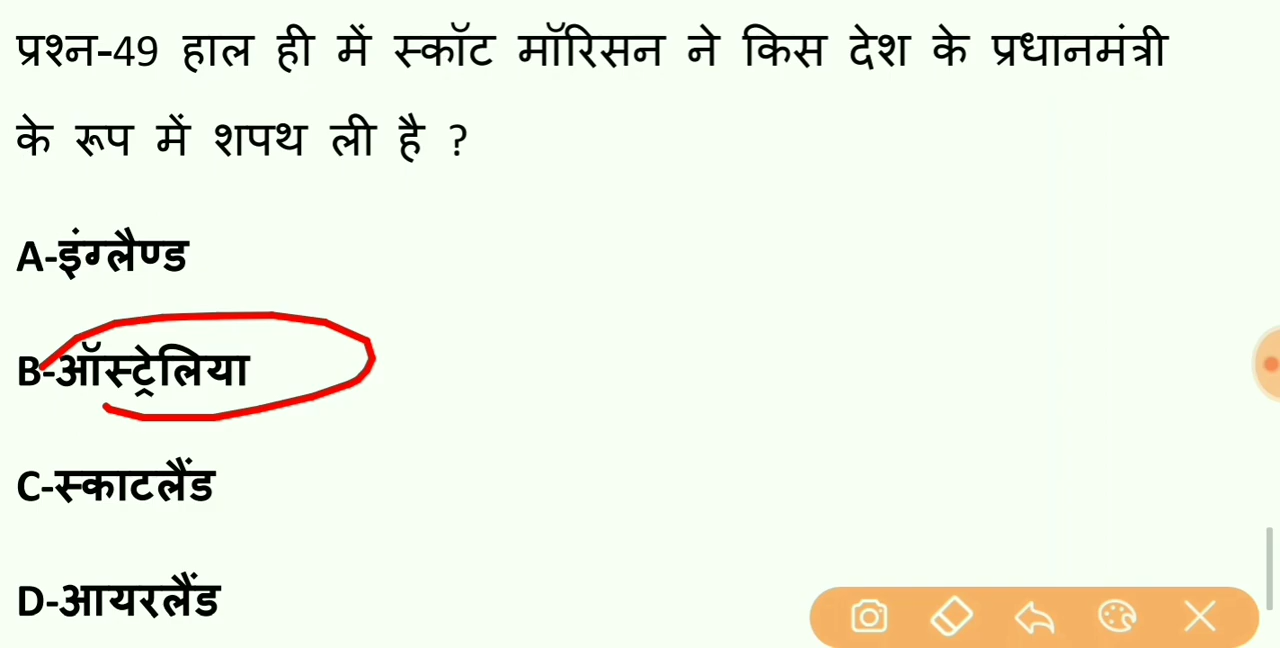 प्रश्न-49 हाल ही में स्कॉट मॉरिसन ने किस देश के प्रधानमंत्री
के रूप में शपथ ली है ?
A-इंग्लैण्ड
B-ऑस्ट्रेलिया
C-स्काटलैंड
D-आयरलैंड